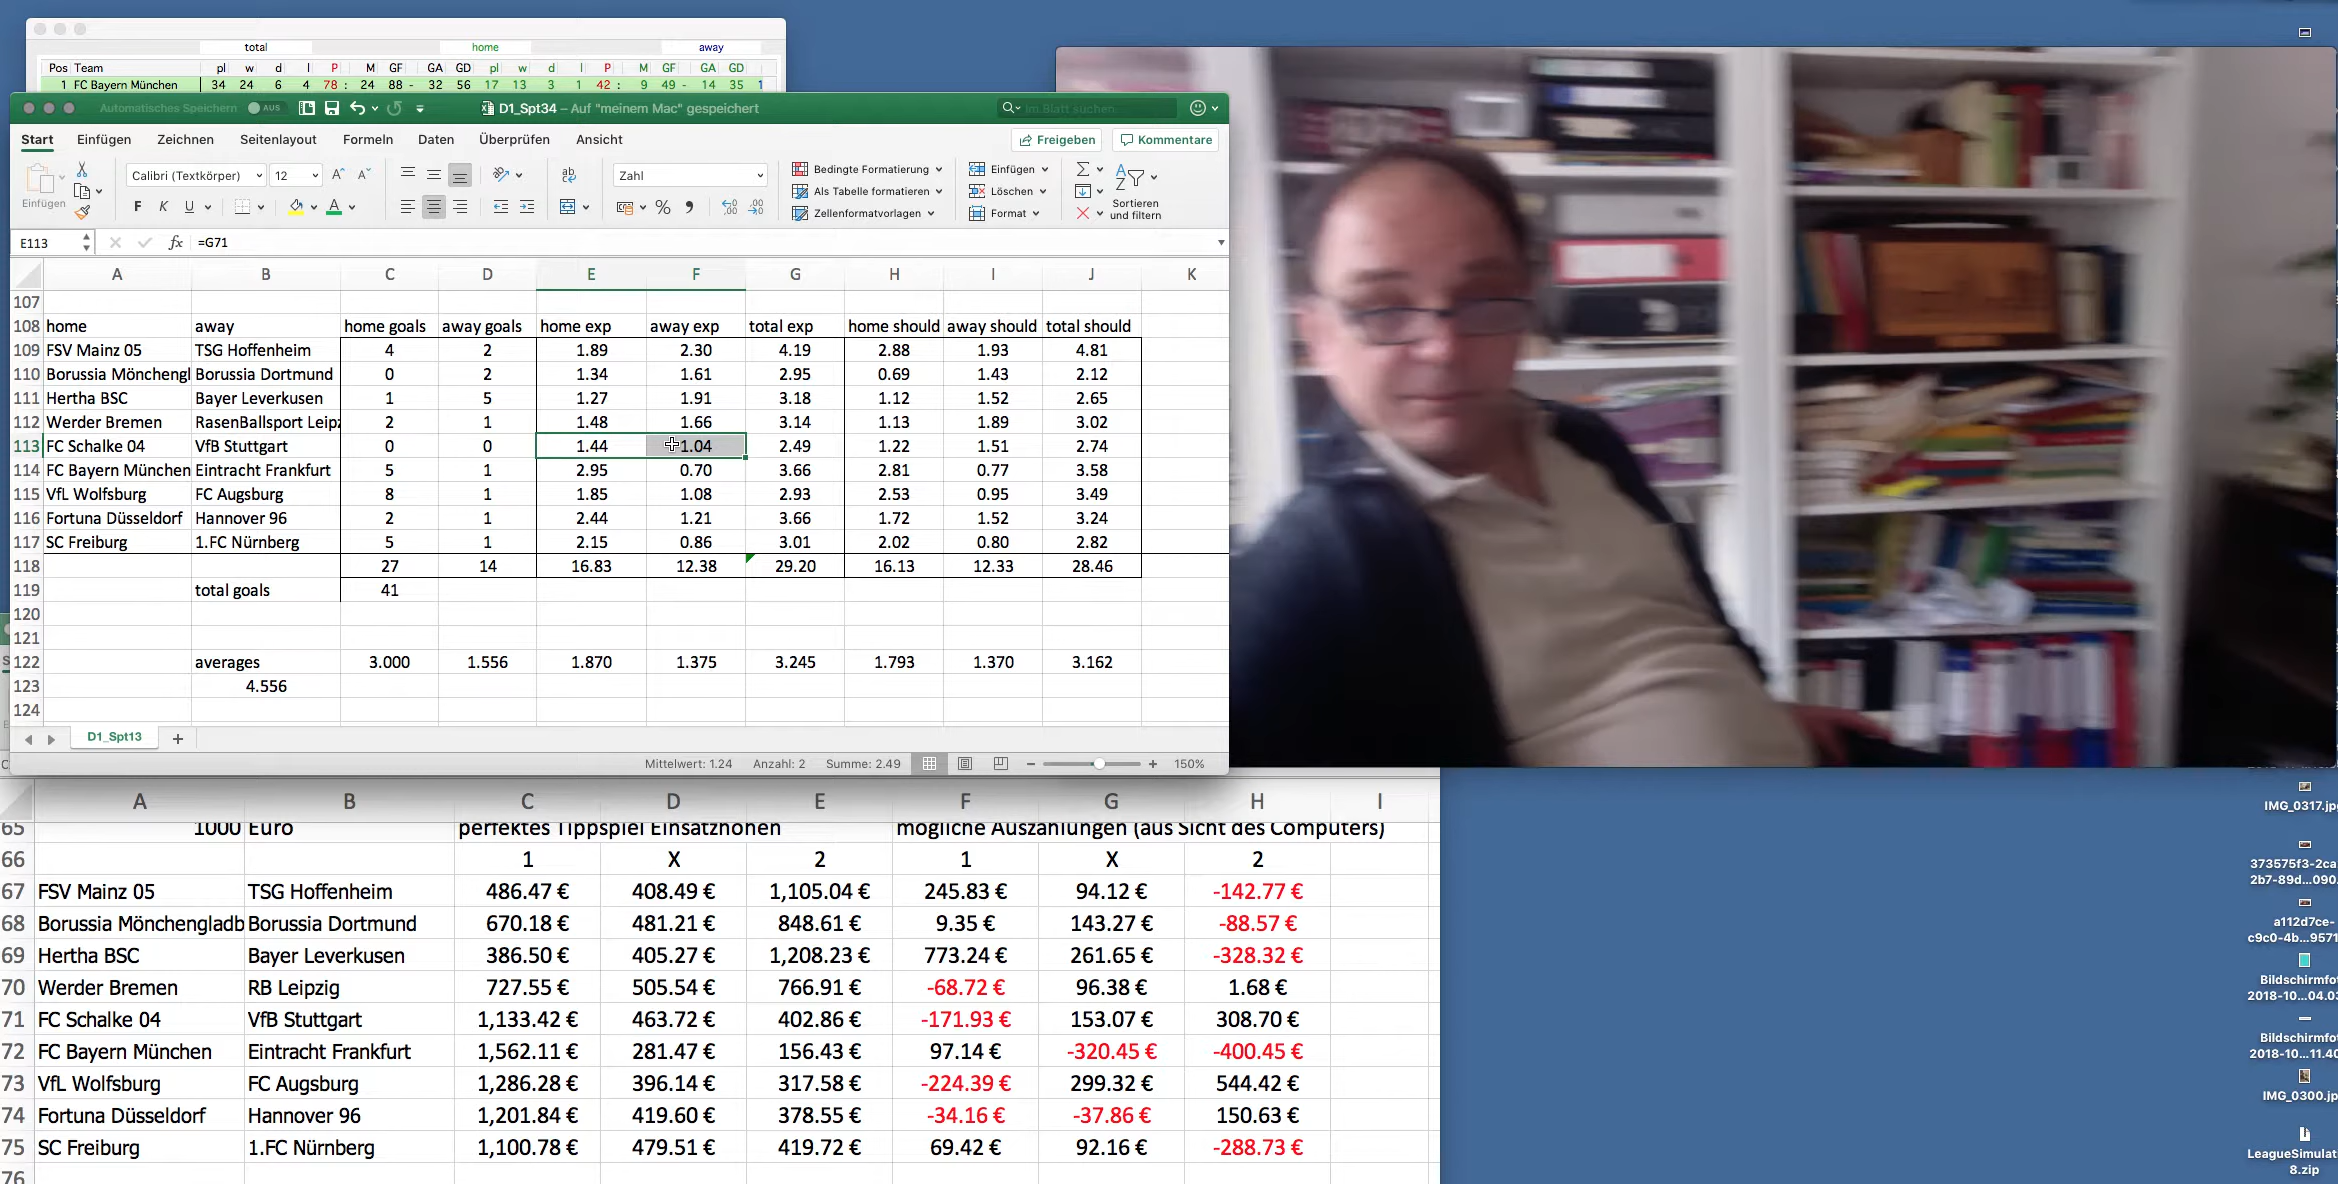 total home away
Pos Team pl w d l P M GF GA GD pl w d l P M GF GA GD
1 FC Bayern München 34 24 6 4 78 : 24 88 - 32 56 17 13 3 1 42 : 9 49 - 14 35 1
Automatisches Speichern AUS D1_Spt34 – Auf "meinem Mac" gespeichert Im Blatt suchen
Start Einfügen Zeichnen Seitenlayout Formeln Daten Überprüfen Ansicht Freigeben Kommentare
Einfügen Calibri (Textkörper) 12 Zahl Bedingte Formatierung Einfügen
Als Tabelle formatieren Löschen
F K U Zellenformatvorlagen Format Sortieren und filtern
E113 fx =G71
A B C D E F G H I J K
107
108 home away home goals away goals home exp away exp total exp home should away should total should
109 FSV Mainz 05 TSG Hoffenheim 4 2 1.89 2.30 4.19 2.88 1.93 4.81
110 Borussia Möncheng Borussia Dortmund 0 2 1.34 1.61 2.95 0.69 1.43 2.12
111 Hertha BSC Bayer Leverkusen 1 5 1.27 1.91 3.18 1.12 1.52 2.65
112 Werder Bremen RasenBallsport Leipz 2 1 1.48 1.66 3.14 1.13 1.89 3.02
113 FC Schalke 04 VfB Stuttgart 0 0 1.44 1.04 2.49 1.22 1.51 2.74
114 FC Bayern München Eintracht Frankfurt 5 1 2.95 0.70 3.66 2.81 0.77 3.58
115 VfL Wolfsburg FC Augsburg 8 1 1.85 1.08 2.93 2.53 0.95 3.49
116 Fortuna Düsseldorf Hannover 96 2 1 2.44 1.21 3.66 1.72 1.52 3.24
117 SC Freiburg 1.FC Nürnberg 5 1 2.15 0.86 3.01 2.02 0.80 2.82
118 27 14 16.83 12.38 29.20 16.13 12.33 28.46
119 total goals 41
120
121
122 averages 3.000 1.556 1.870 1.375 3.245 1.793 1.370 3.162
123 4.556
124
D1_Spt13 +
Mittelwert: 1.24 Anzahl: 2 Summe: 2.49 150%
A B C D E F G H I
65 1000 Euro perfektes Tippspiel Einsatzhöhen mögliche Auszahlungen (aus Sicht des Computers)
66 1 X 2 1 X 2
67 FSV Mainz 05 TSG Hoffenheim 486.47 € 408.49 € 1,105.04 € 245.83 € 94.12 € -142.77 €
68 Borussia Mönchengladb Borussia Dortmund 670.18 € 481.21 € 848.61 € 9.35 € 143.27 € -88.57 €
69 Hertha BSC Bayer Leverkusen 386.50 € 405.27 € 1,208.23 € 773.24 € 261.65 € -328.32 €
70 Werder Bremen RB Leipzig 727.55 € 505.54 € 766.91 € -68.72 € 96.38 € 1.68 €
71 FC Schalke 04 VfB Stuttgart 1,133.42 € 463.72 € 402.86 € -171.93 € 153.07 € 308.70 €
72 FC Bayern München Eintracht Frankfurt 1,562.11 € 281.47 € 156.43 € 97.14 € -320.45 € -400.45 €
73 VfL Wolfsburg FC Augsburg 1,286.28 € 396.14 € 317.58 € -224.39 € 299.32 € 544.42 €
74 Fortuna Düsseldorf Hannover 96 1,201.84 € 419.60 € 378.55 € -34.16 € -37.86 € 150.63 €
75 SC Freiburg 1.FC Nürnberg 1,100.78 € 479.51 € 419.72 € 69.42 € 92.16 € -288.73 €
76
IMG_0317.jp
373575f3-2ca
2b7-89d...090.
a112d7ce-
c9c0-4b...9571
Bildschirmfo
2018-10...04.0
Bildschirmfo
2018-10...11.40
IMG_0300.jp
LeagueSimulat
8.zip